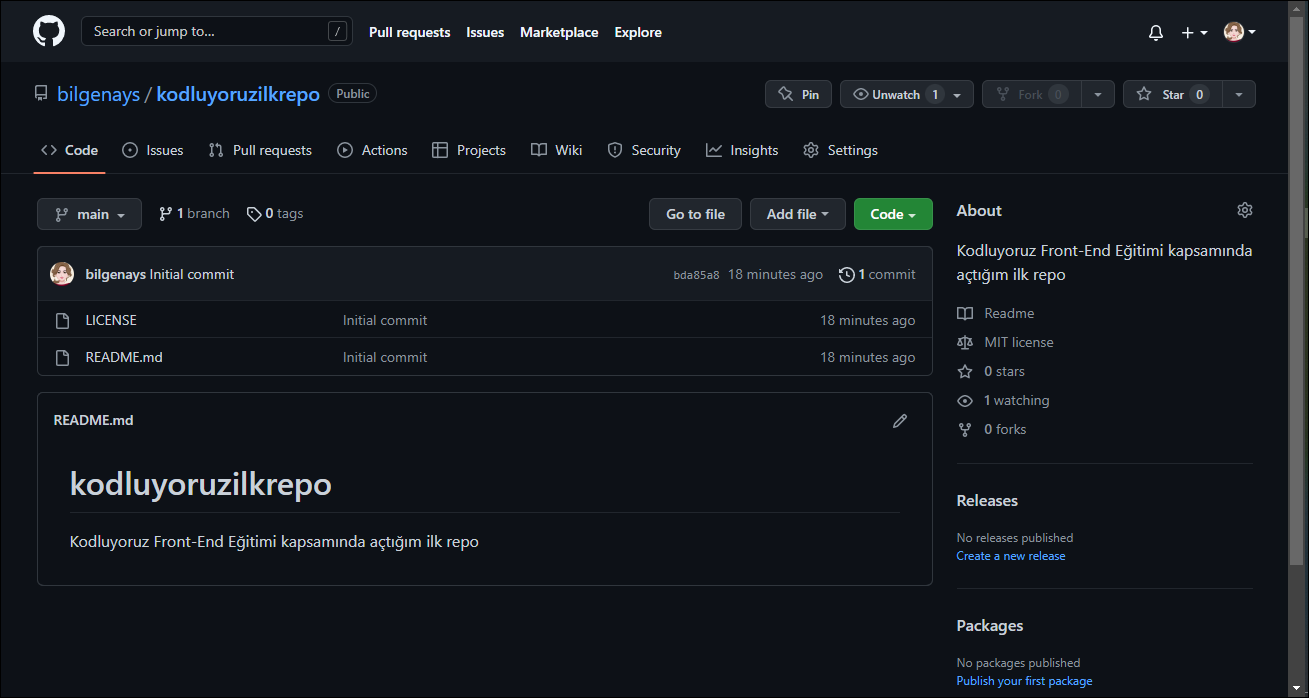 Search or jump to... /
Pull requests Issues Marketplace Explore
bilgenays / kodluyoruzilkrepo Public
Pin Unwatch 1 Fork 0 Star 0
Code Issues Pull requests Actions Projects Wiki Security Insights Settings
main 1 branch 0 tags
Go to file Add file Code
bilgenays Initial commit bda85a8 18 minutes ago 1 commit
LICENSE Initial commit 18 minutes ago
README.md Initial commit 18 minutes ago
README.md
kodluyoruzilkrepo
Kodluyoruz Front-End Eğitimi kapsamında açtığım ilk repo
About
Kodluyoruz Front-End Eğitimi kapsamında
açtığım ilk repo
Readme
MIT license
0 stars
1 watching
0 forks
Releases
No releases published
Create a new release
Packages
No packages published
Publish your first package